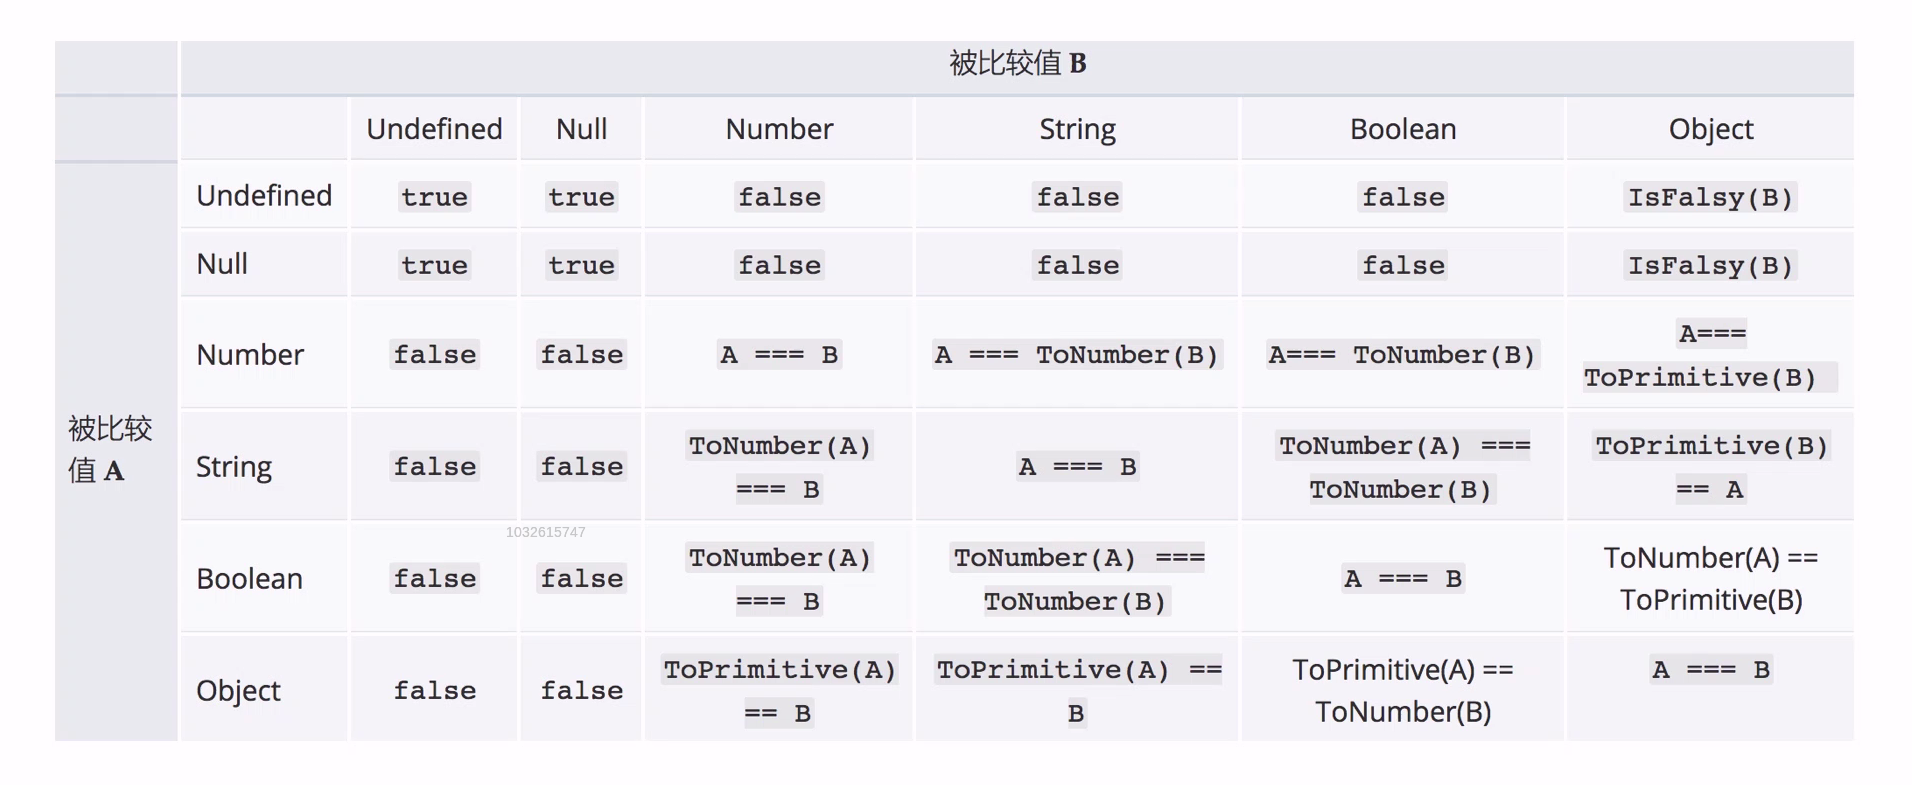 被比较值 B
Undefined Null Number String Boolean Object
Undefined true true false false false IsFalsy(B)
Null true true false false false IsFalsy(B)
Number false false A === B A === ToNumber(B) A=== ToNumber(B) A===
ToPrimitive(B)
被比较
值 A
String false false ToNumber(A)
=== B
A === B
ToNumber(A) ===
ToNumber(B)
ToPrimitive(B)
== A
1032615747
Boolean false false ToNumber(A)
=== B
ToNumber(A) ===
ToNumber(B)
A === B
ToNumber(A) ==
ToPrimitive(B)
Object false false ToPrimitive(A)
== B
ToPrimitive(A) ==
B
ToPrimitive(A) ==
ToNumber(B)
A === B